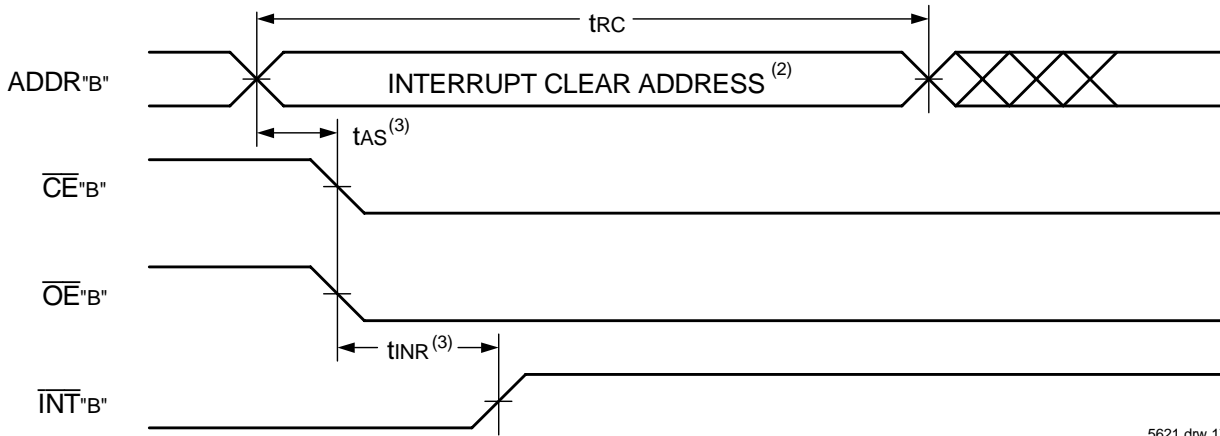 tRC
ADDR"B"
INTERRUPT CLEAR ADDRESS (2)
tAS (3)
CE"B"
OE"B"
tINR (3)
INT"B"